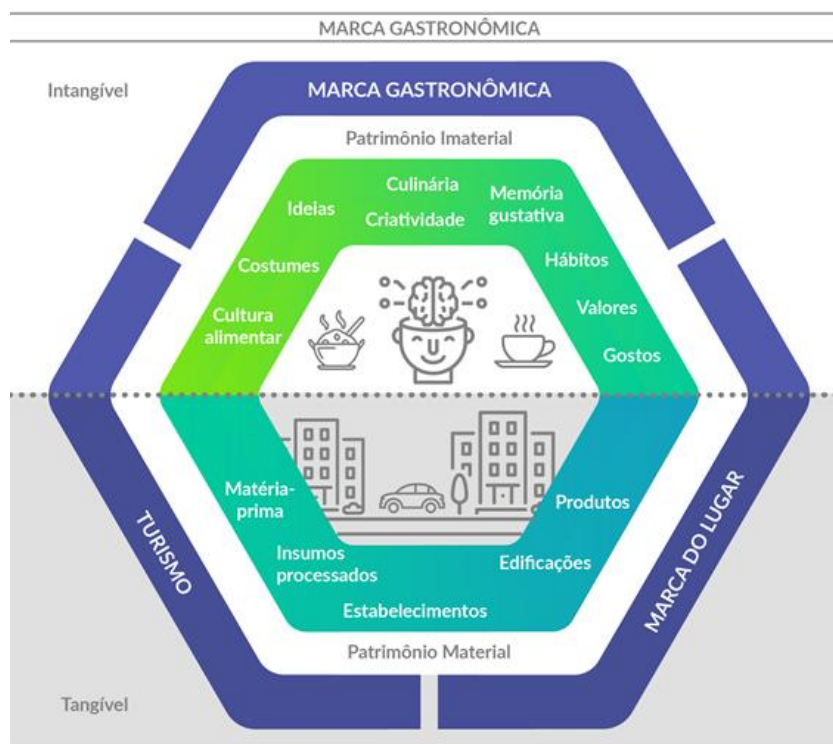 MARCA GASTRONÔMICA
Intangível
MARCA GASTRONÔMICA
Patrimônio Imaterial
Culinária
Ideias
Memória
gustativa
Criatividade
Costumes
Hábitos
Cultura
alimentar
Valores
Gostos
Matéria-
prima
Produtos
Insumos
processados
Edificações
Estabelecimentos
TURISMO
MARCA DO LUGAR
Patrimônio Material
Tangível